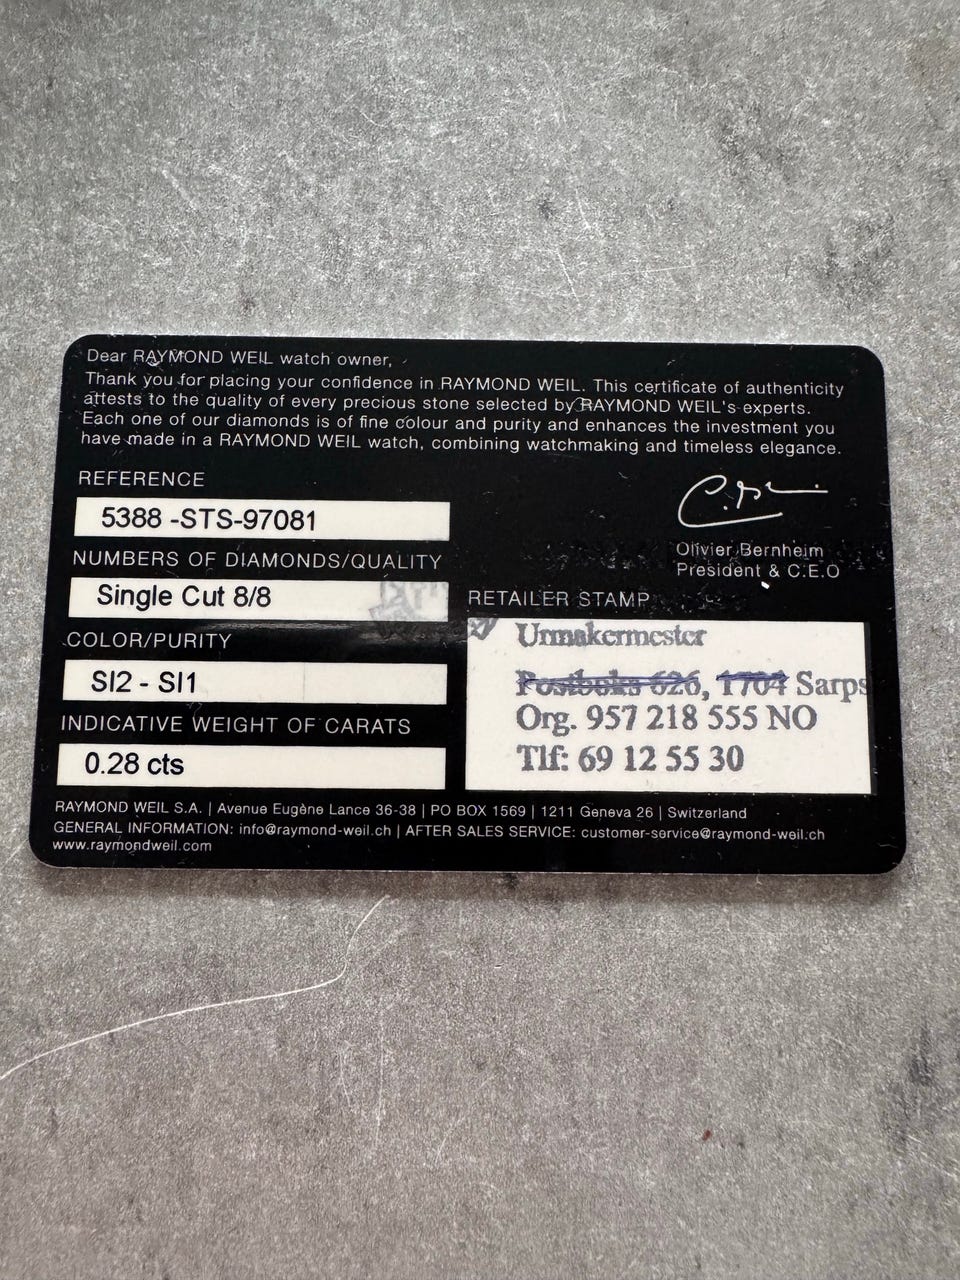 Dear RAYMOND WEIL watch owner,
Thank you for placing your confidence in RAYMOND WEIL. This certificate of authenticity
attests to the quality of every precious stone selected by RAYMOND WEIL's experts.
Each one of our diamonds is of fine colour and purity and enhances the investment you
have made in a RAYMOND WEIL watch, combining watchmaking and timeless elegance.
REFERENCE
5388 -STS-97081
NUMBERS OF DIAMONDS/QUALITY
Single Cut 8/8
COLOR/PURITY
SI2 - SI1
INDICATIVE WEIGHT OF CARATS
0.28 cts
Olivier Bernheim
President & C.E.O
RETAILER STAMP
Urmakermester
Postboks 626, 1704 Sarps
Org. 957 218 555 NO
Tlf: 69 12 55 30
RAYMOND WEIL S.A. | Avenue Eugène Lance 36-38 | PO BOX 1569 | 1211 Geneva 26 | Switzerland
GENERAL INFORMATION: info@raymond-weil.ch | AFTER SALES SERVICE: customer-service@raymond-weil.ch
www.raymondweil.com